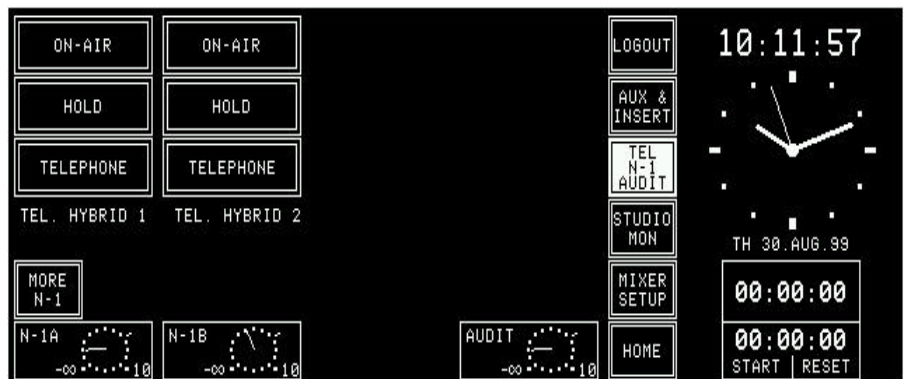 ON-AIR ON-AIR LOGOUT 10:11:57
HOLD HOLD AUX &
INSERT
TELEPHONE TELEPHONE TEL
N-1
AUDIT
TEL. HYBRID 1 TEL. HYBRID 2 STUDIO
MON
TH 30.AUG.99
MORE
N-1
MIXER
SETUP
00:00:00
N-1A -∞ 10
N-1B -∞ 10
AUDIT -∞ 10
HOME
00:00:00
START RESET